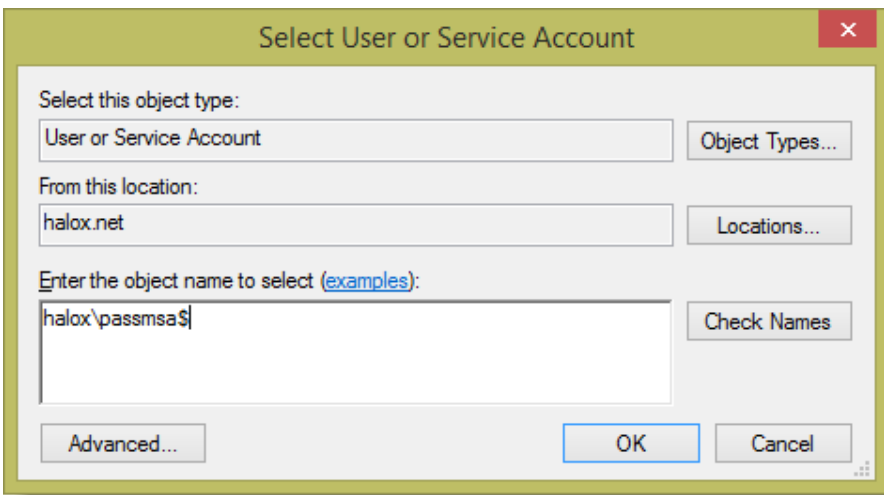 Select User or Service Account
Select this object type:
User or Service Account
Object Types...
From this location:
halox.net
Locations...
Enter the object name to select (examples):
halox\passmsa$
Check Names
Advanced...
OK
Cancel